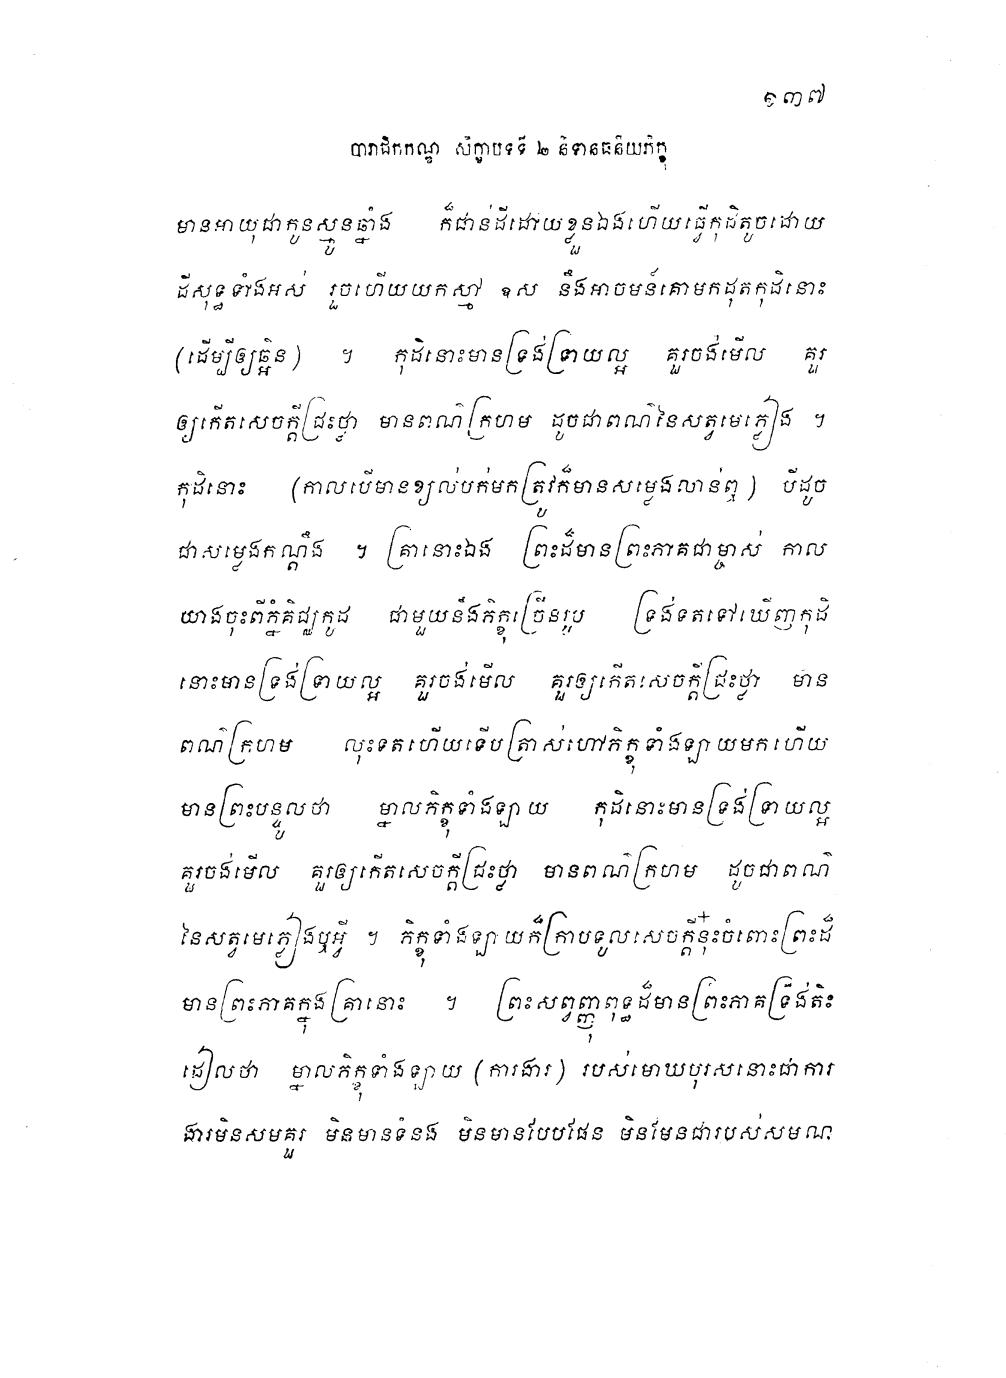 ១៣៧
បារាជិកកណ្ឌ សិក្ខាបទទី ២ និទានធនិយភិក្ខុ
មានអាយុជាកូនស្មូនឆ្នាំង ក៏ជាន់ដីដោយខ្លួនឯងហើយធ្វើកុដិតូចដោយ
ដីសុទ្ធទាំងអស់ រួចហើយយកស្មៅ ឧស នឹងអាចមន៍គោមកដុតកុដិនោះ
(ដើម្បីឲ្យឆ្អិន) ។ កុដិនោះមានទ្រង់ទ្រាយល្អ គួរចង់មើល គួរ
ឲ្យកើតសេចក្តីជ្រះថ្លា មានពណ៌ក្រហម ដូចជាពណ៌នៃសត្វមេភ្លៀង ។
កុដិនោះ (កាលបើមានខ្យល់បក់មកត្រូវក៏មានសម្លេងលាន់ឮ) បីដូច
ជាសម្លេងកណ្តឹង ។ គ្រានោះឯង ព្រះដ៏មានព្រះភាគជាម្ចាស់ កាល
យាងចុះពីភ្នំគិជ្ឈកូដ ជាមួយនឹងភិក្ខុច្រើនរូប ទ្រង់ទតទៅឃើញកុដិ
នោះមានទ្រង់ទ្រាយល្អ គួរចង់មើល គួរឲ្យកើតសេចក្តីជ្រះថ្លា មាន
ពណ៌ក្រហម លុះទតហើយទើបត្រាស់ហៅភិក្ខុទាំងឡាយមកហើយ
មានព្រះបន្ទូលថា ម្នាលភិក្ខុទាំងឡាយ កុដិនោះមានទ្រង់ទ្រាយល្អ
គួរចង់មើល គួរឲ្យកើតសេចក្តីជ្រះថ្លា មានពណ៌ក្រហម ដូចជាពណ៌
នៃសត្វមេភ្លៀងឬអ្វី ។ ភិក្ខុទាំងឡាយក៏ក្រាបទូលសេចក្តីនុ៎ះចំពោះព្រះដ៏
មានព្រះភាគក្នុងគ្រានោះ ។ ព្រះសព្វញ្ញុពុទ្ធដ៏មានព្រះភាគទ្រង់តិះ
ដៀលថា ម្នាលភិក្ខុទាំងឡាយ (ការងារ) របស់មោឃបុរសនោះជាការ
ងារមិនសមគួរ មិនមានទំនង មិនមានបែបផែន មិនមែនជារបស់សមណ